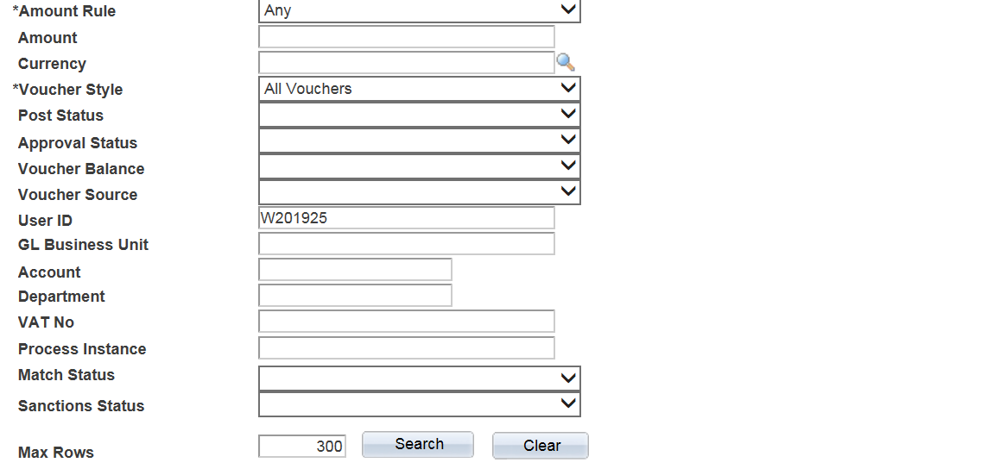 *Amount Rule Any
Amount
Currency
*Voucher Style All Vouchers
Post Status
Approval Status
Voucher Balance
Voucher Source
User ID W201925
GL Business Unit
Account
Department
VAT No
Process Instance
Match Status
Sanctions Status
Max Rows 300 Search Clear